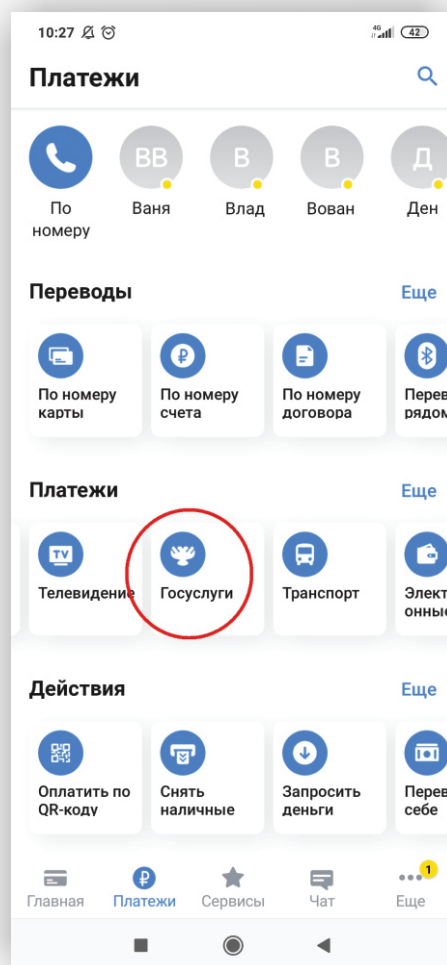 10:27 4G 42
Платежи
ВВ В В Д
По номеру Ваня Влад Вован Ден
Переводы Еще
По номеру карты По номеру счета По номеру договора Перев рядом
Платежи Еще
TV
Телевидение Госуслуги Транспорт Элект онные
Действия Еще
Оплатить по QR-коду Снять наличные Запросить деньги Перев себе
1
Главная Платежи Сервисы Чат Еще